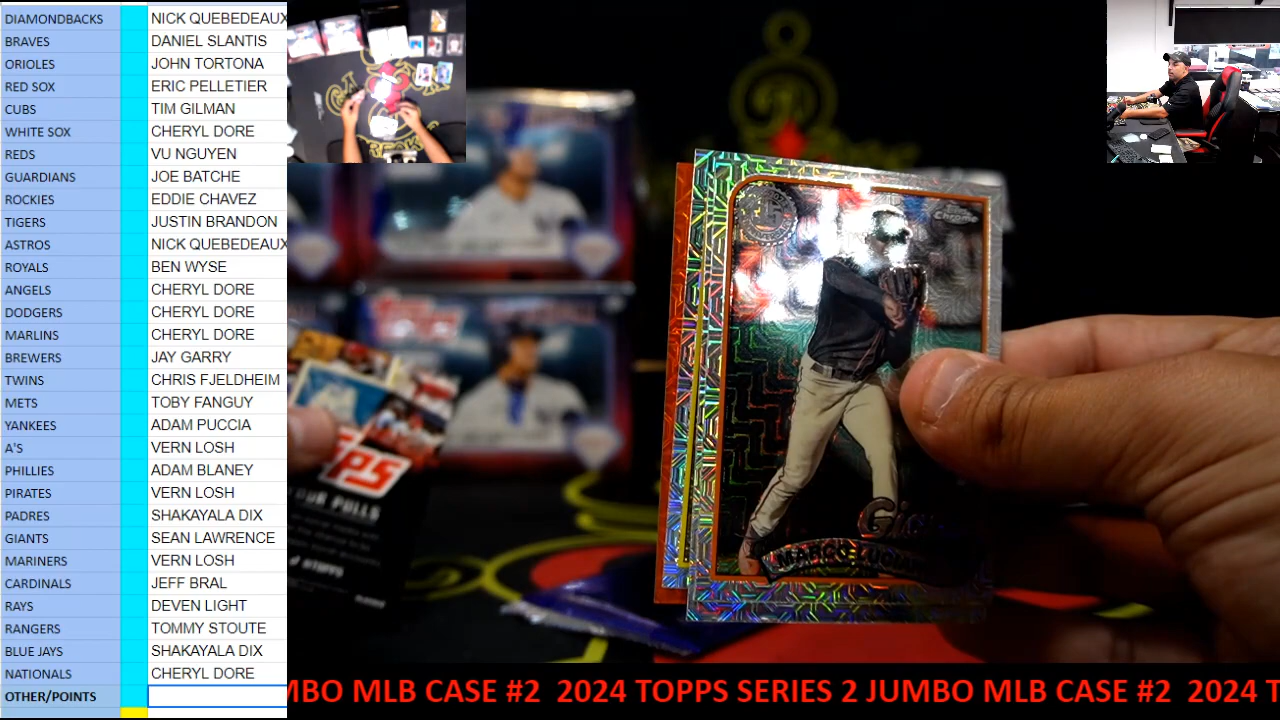 DIAMONDBACKS NICK QUEBEDEAUX
BRAVES DANIEL SLANTIS
ORIOLES JOHN TORTONA
RED SOX ERIC PELLETIER
CUBS TIM GILMAN
WHITE SOX CHERYL DORE
REDS VU NGUYEN
GUARDIANS JOE BATCHE
ROCKIES EDDIE CHAVEZ
TIGERS JUSTIN BRANDON
ASTROS NICK QUEBEDEAUX
ROYALS BEN WYSE
ANGELS CHERYL DORE
DODGERS CHERYL DORE
MARLINS CHERYL DORE
BREWERS JAY GARRY
TWINS CHRIS FJELDHEIM
METS TOBY FANGUY
YANKEES ADAM PUCCIA
A'S VERN LOSH
PHILLIES ADAM BLANEY
PIRATES VERN LOSH
PADRES SHAKAYALA DIX
GIANTS SEAN LAWRENCE
MARINERS VERN LOSH
CARDINALS JEFF BRAL
RAYS DEVEN LIGHT
RANGERS TOMMY STOUTE
BLUE JAYS SHAKAYALA DIX
NATIONALS CHERYL DORE
OTHER/POINTS
Chrome
MBO MLB CASE #2 2024 TOPPS SERIES 2 JUMBO MLB CASE #2 2024 T